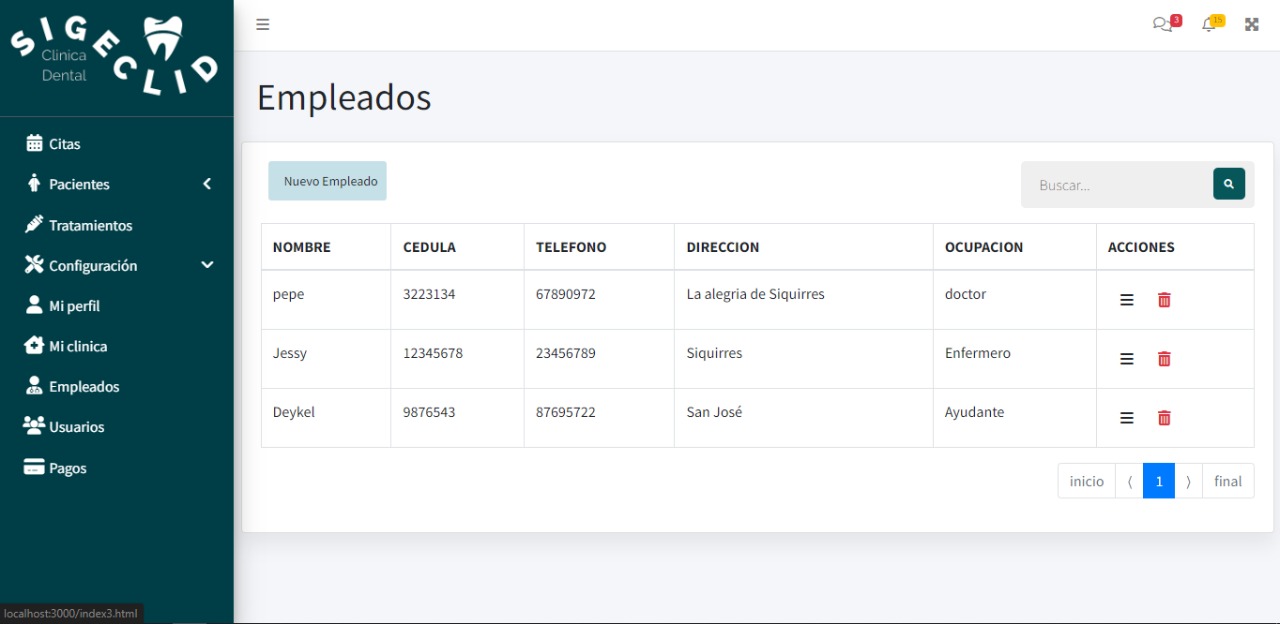 SIGECLID
Clinica
Dental
3
15
Citas
Pacientes
Tratamientos
Configuración
Mi perfil
Mi clinica
Empleados
Usuarios
Pagos
Empleados
Nuevo Empleado
Buscar...
NOMBRE CEDULA TELEFONO DIRECCION OCUPACION ACCIONES
pepe 3223134 67890972 La alegria de Siquirres doctor
Jessy 12345678 23456789 Siquirres Enfermero
Deykel 9876543 87695722 San José Ayudante
inicio ⟨ 1 ⟩ final
localhost:3000/index3.html